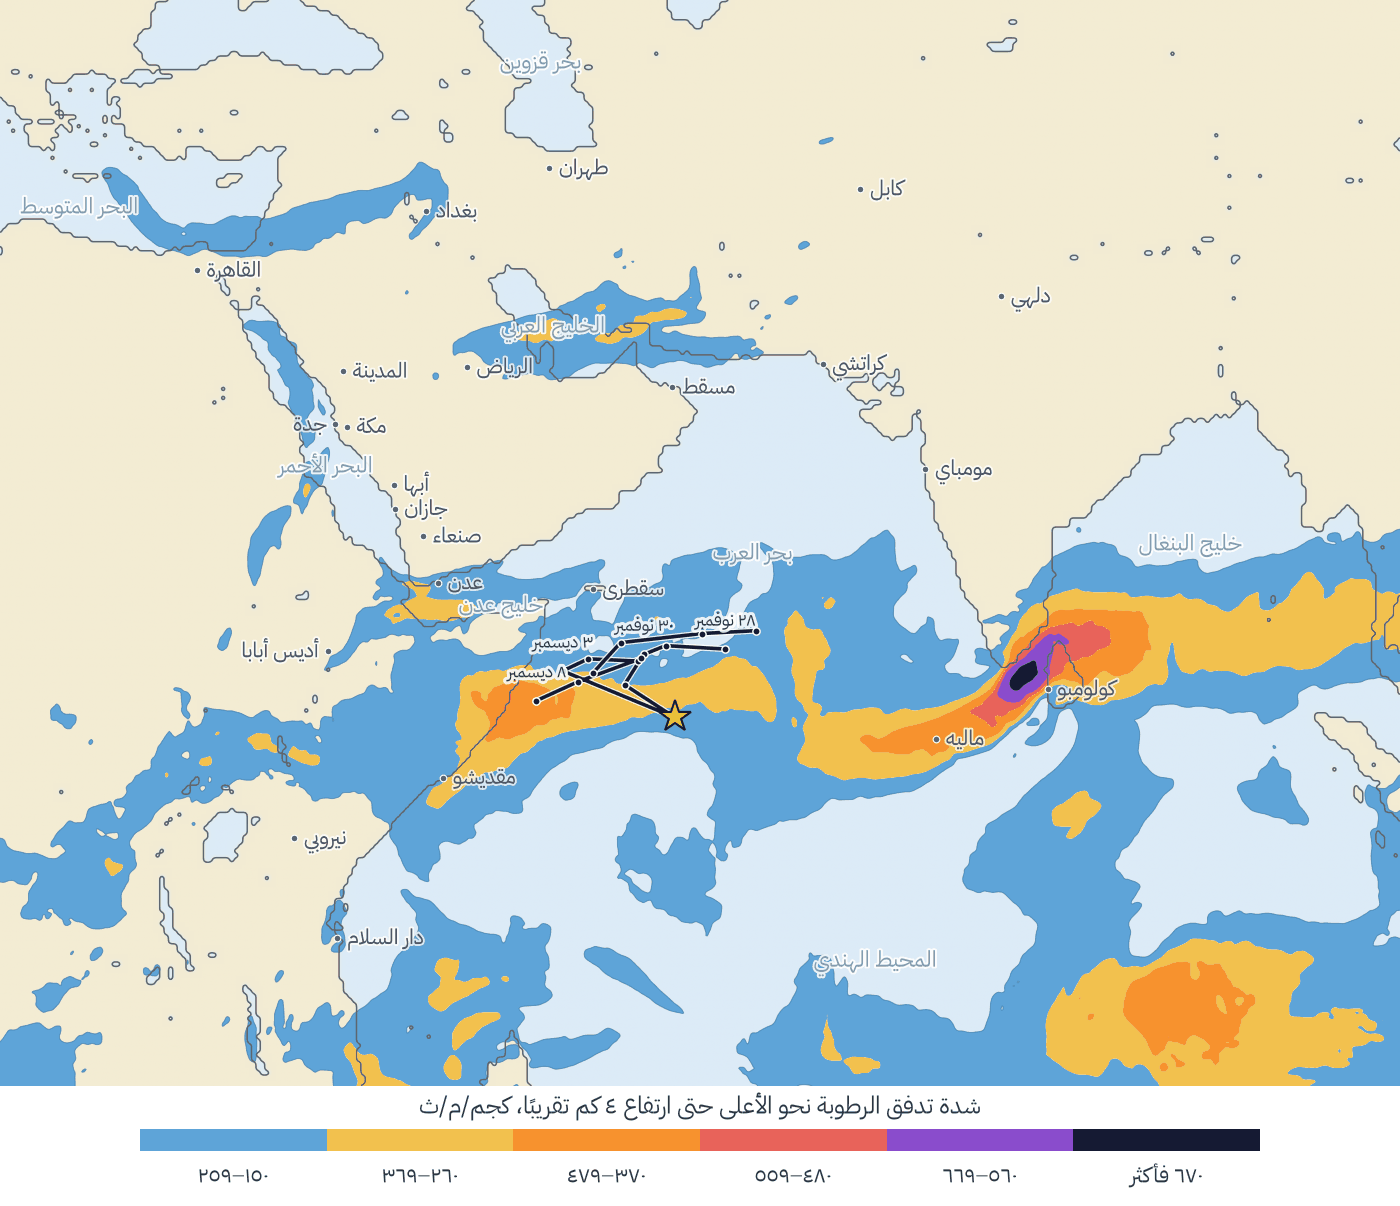 بحر قزوين
طهران
كابل
البحر المتوسط
بغداد
القاهرة
دلهي
الخليج العربي
الرياض
المدينة
مسقط
كراتشي
جدة
مكة
البحر الأحمر
مومباي
أبها
جازان
صنعاء
خليج البنغال
بحر العرب
عدن
سقطرى
خليج عدن
٢٨ نوفمبر
٣٠ نوفمبر
٣ ديسمبر
٨ ديسمبر
أديس أبابا
كولومبو
ماليه
مقديشو
نيروبي
دار السلام
المحيط الهندي
شدة تدفق الرطوبة نحو الأعلى حتى ارتفاع ٤ كم تقريبًا، كجم/م/ث
١٥٠–٢٥٩
٢٦٠–٣٦٩
٣٧٠–٤٧٩
٤٨٠–٥٥٩
٥٦٠–٦٦٩
٦٧٠ فأكثر